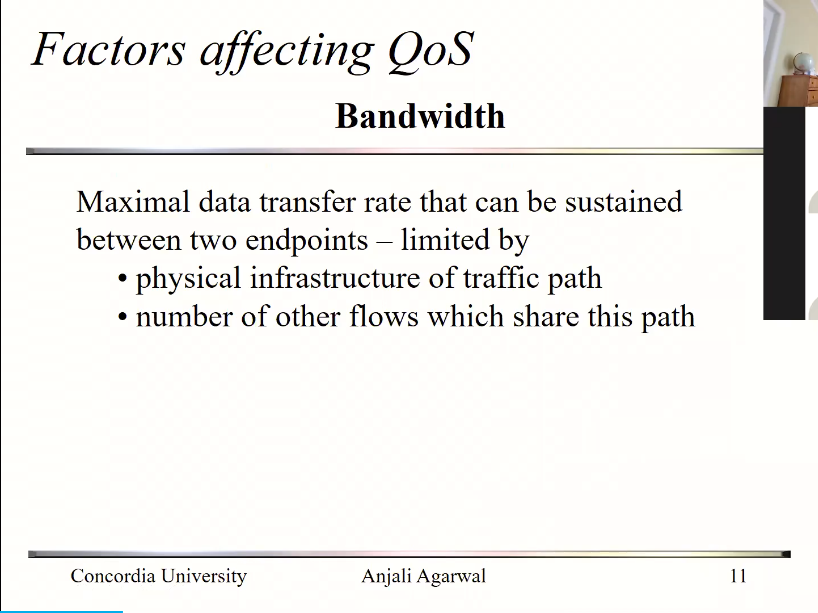 Factors affecting QoS
Bandwidth
Maximal data transfer rate that can be sustained
between two endpoints – limited by
• physical infrastructure of traffic path
• number of other flows which share this path
Concordia University
Anjali Agarwal
11